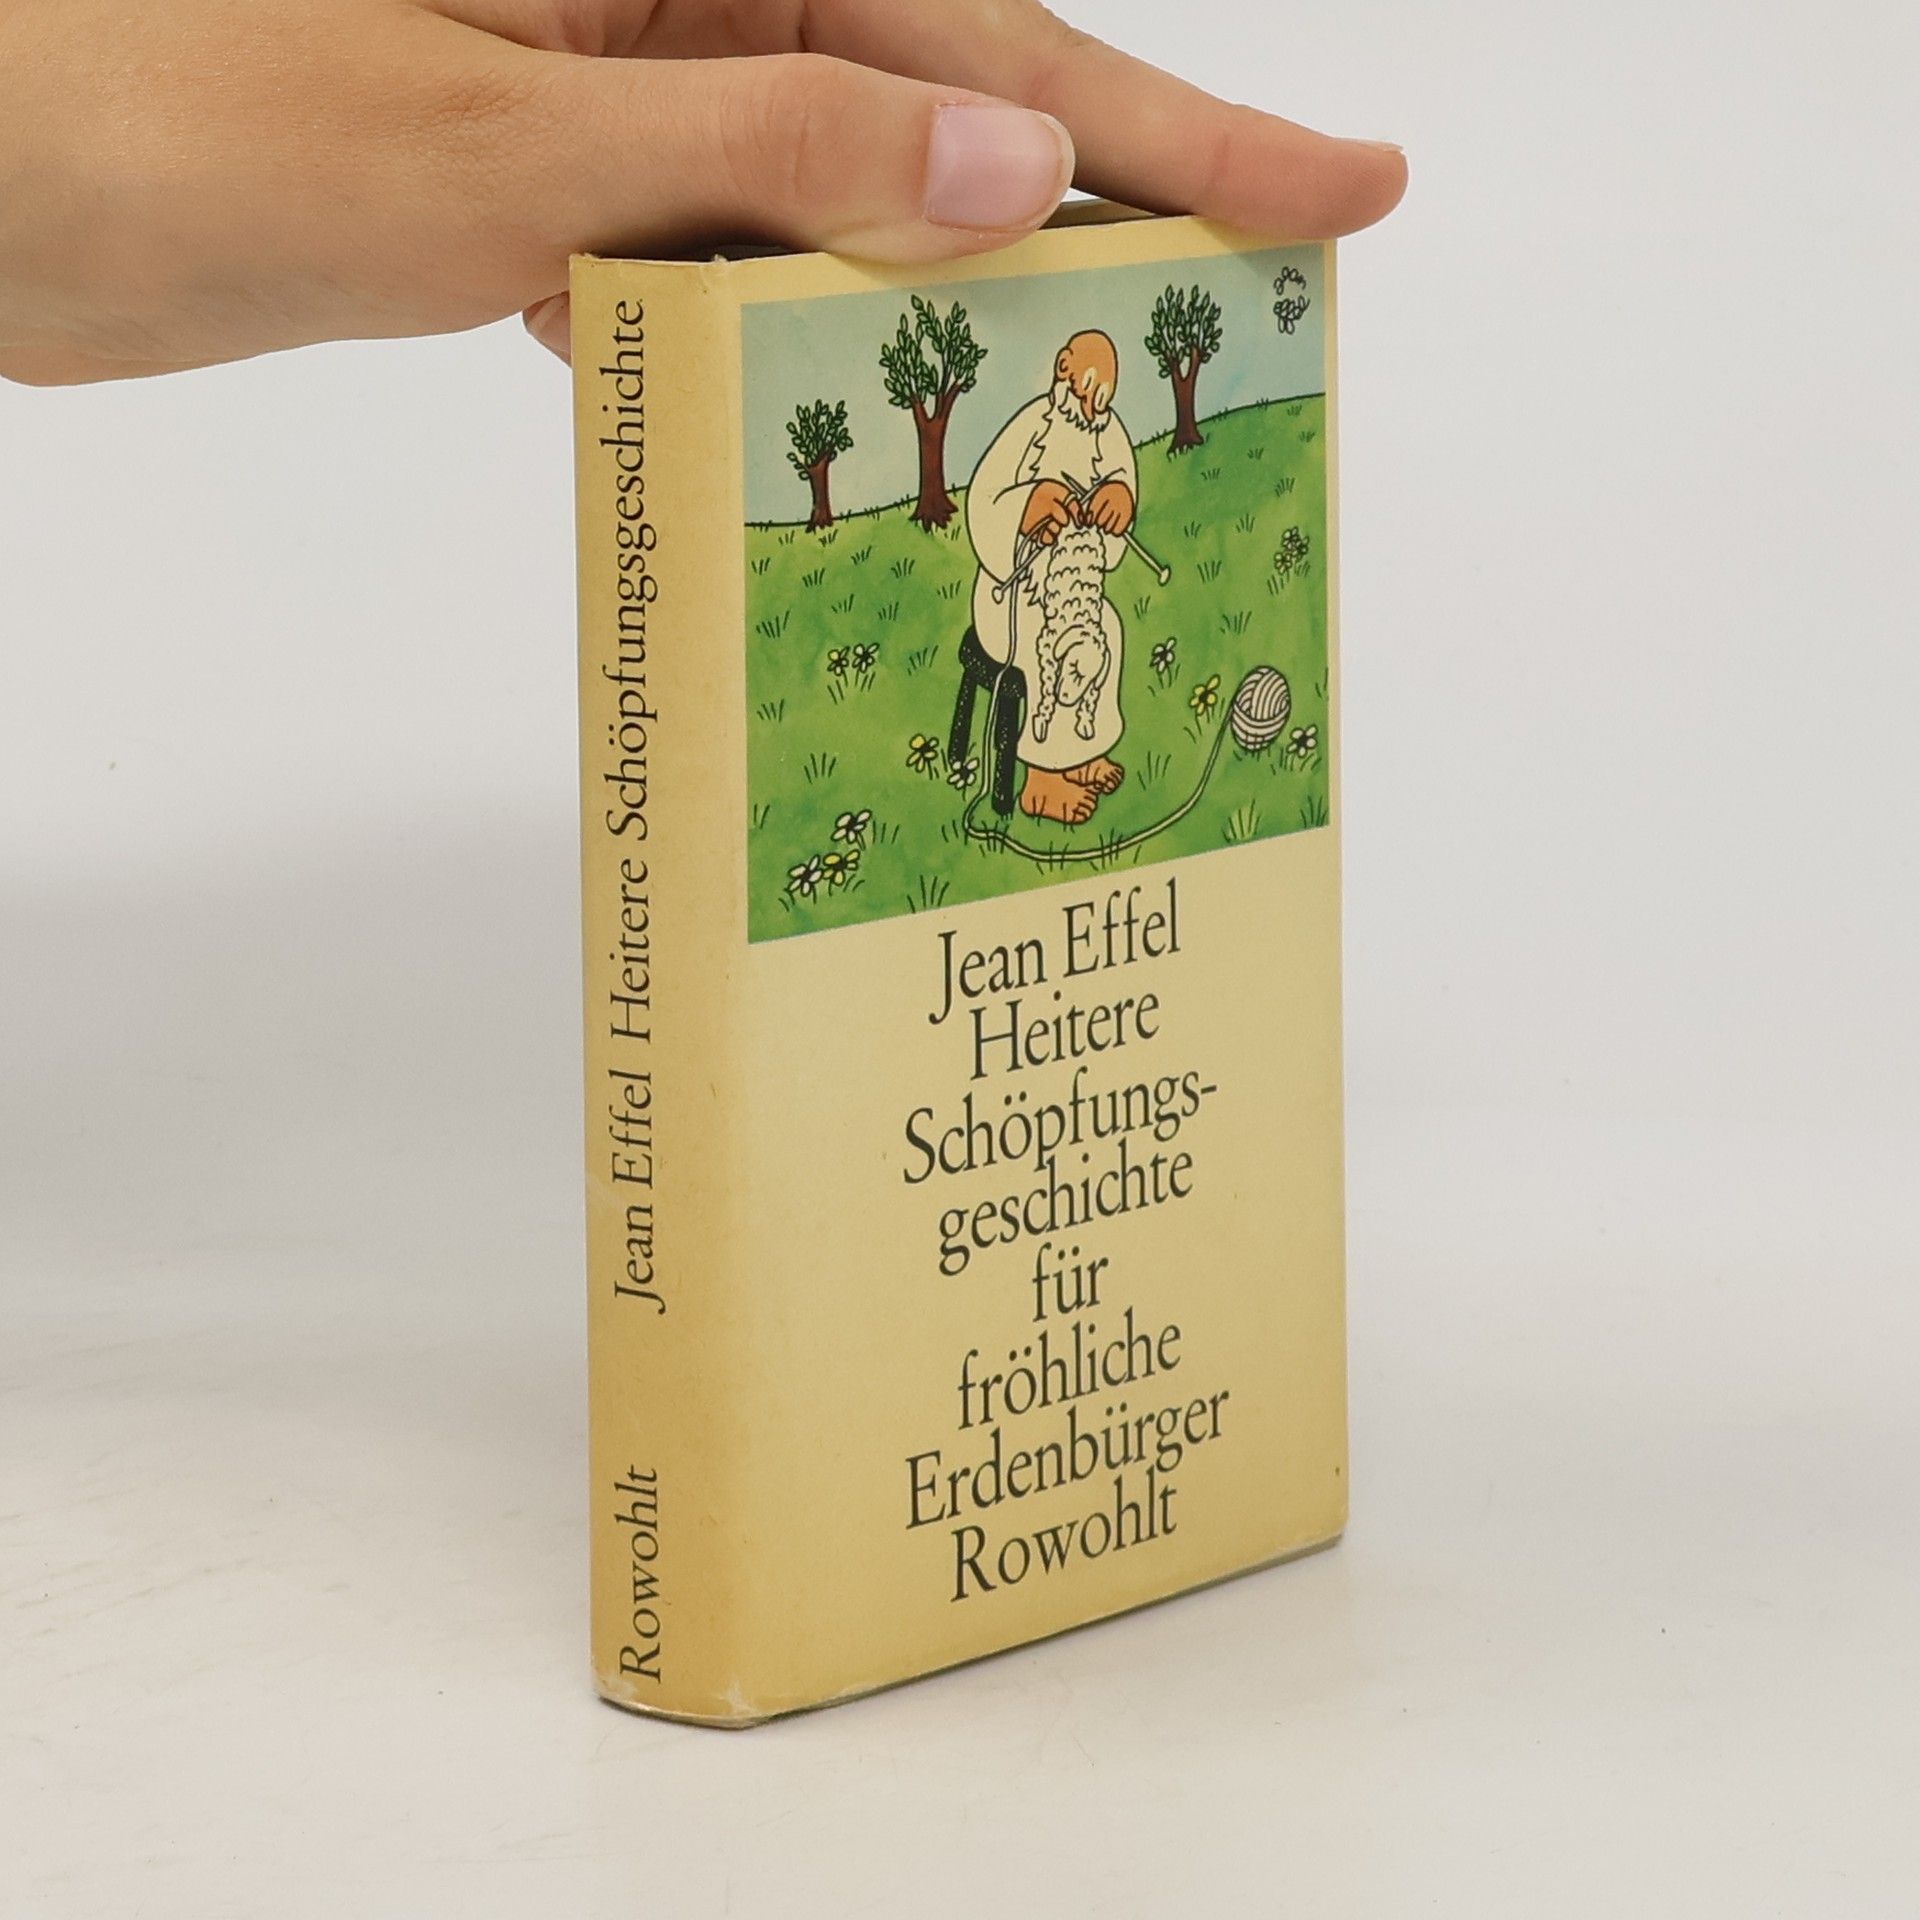 Jean Effel Heitere Schöpfungsgeschichte
Rowohlt
Jean Effel
Heitere
Schöpfungs-
geschichte
für
fröhliche
Erdenbürger
Rowohlt